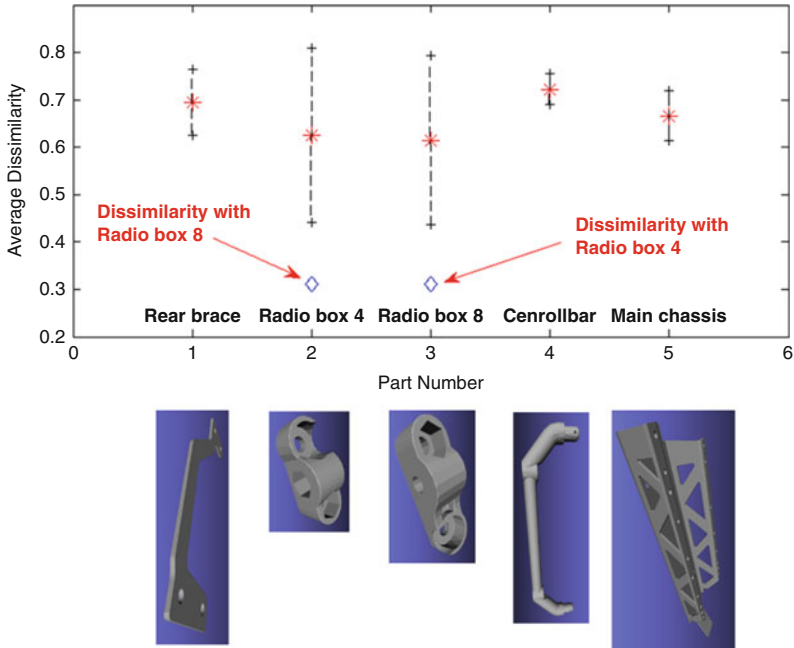 0.8
0.7
0.6
0.5
0.4
0.3
0.2
Average Dissimilarity
Dissimilarity with
Radio box 8
Dissimilarity with
Radio box 4
Rear brace Radio box 4 Radio box 8 Cenrollbar Main chassis
0 1 2 3 4 5 6
Part Number